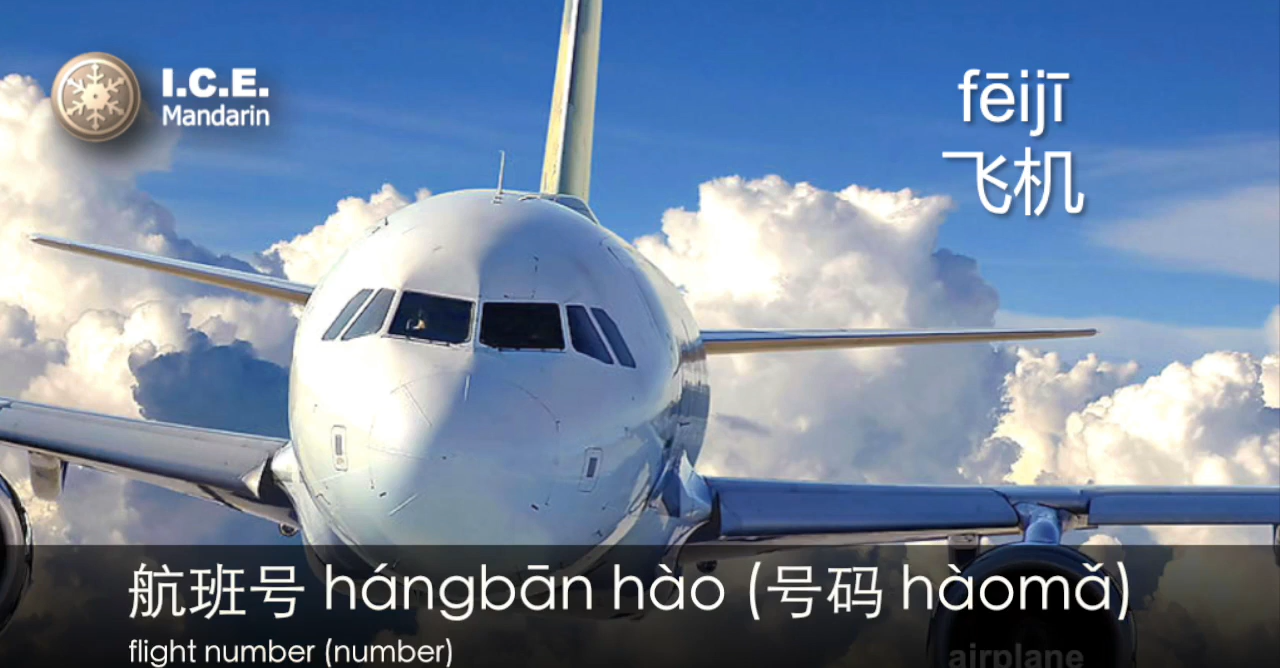 I.C.E.
Mandarin
fēijī
飞机
航班号 hángbān hào (号码 hàomǎ)
flight number (number)
airplane